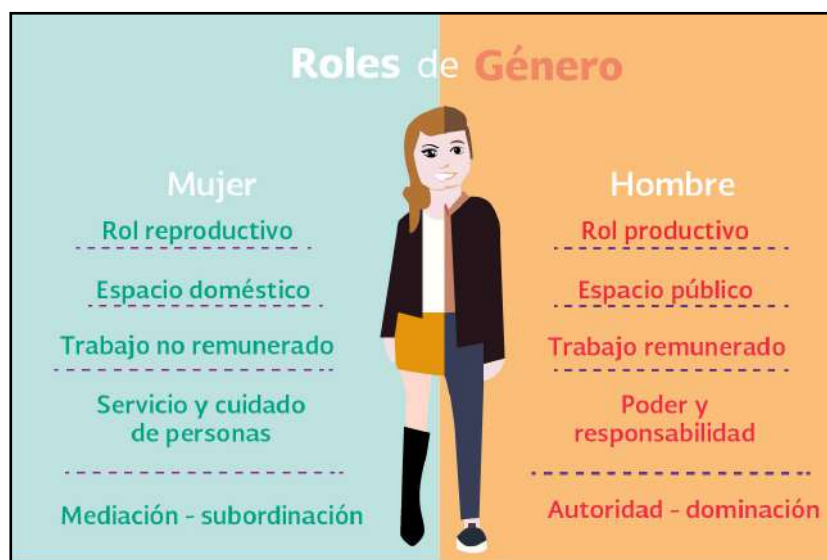 Roles de Género
Mujer
Rol reproductivo
Espacio doméstico
Trabajo no remunerado
Servicio y cuidado
de personas
Mediación - subordinación
Hombre
Rol productivo
Espacio público
Trabajo remunerado
Poder y
responsabilidad
Autoridad - dominación